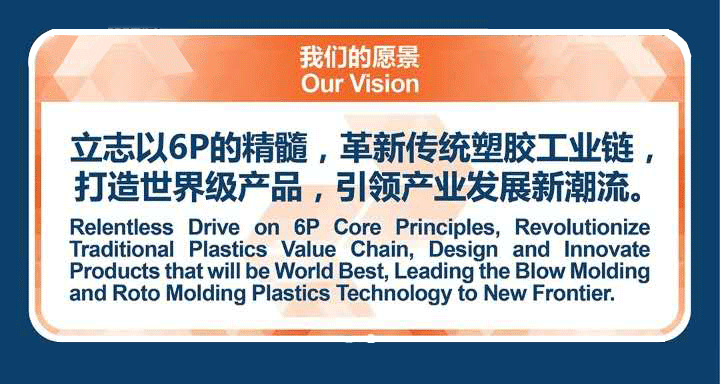 我们的愿景
Our Vision
立志以6P的精髓，革新传统塑胶工业链，
打造世界级产品，引领产业发展新潮流。
Relentless Drive on 6P Core Principles, Revolutionize
Traditional Plastics Value Chain, Design and Innovate
Products that will be World Best, Leading the Blow Molding
and Roto Molding Plastics Technology to New Frontier.